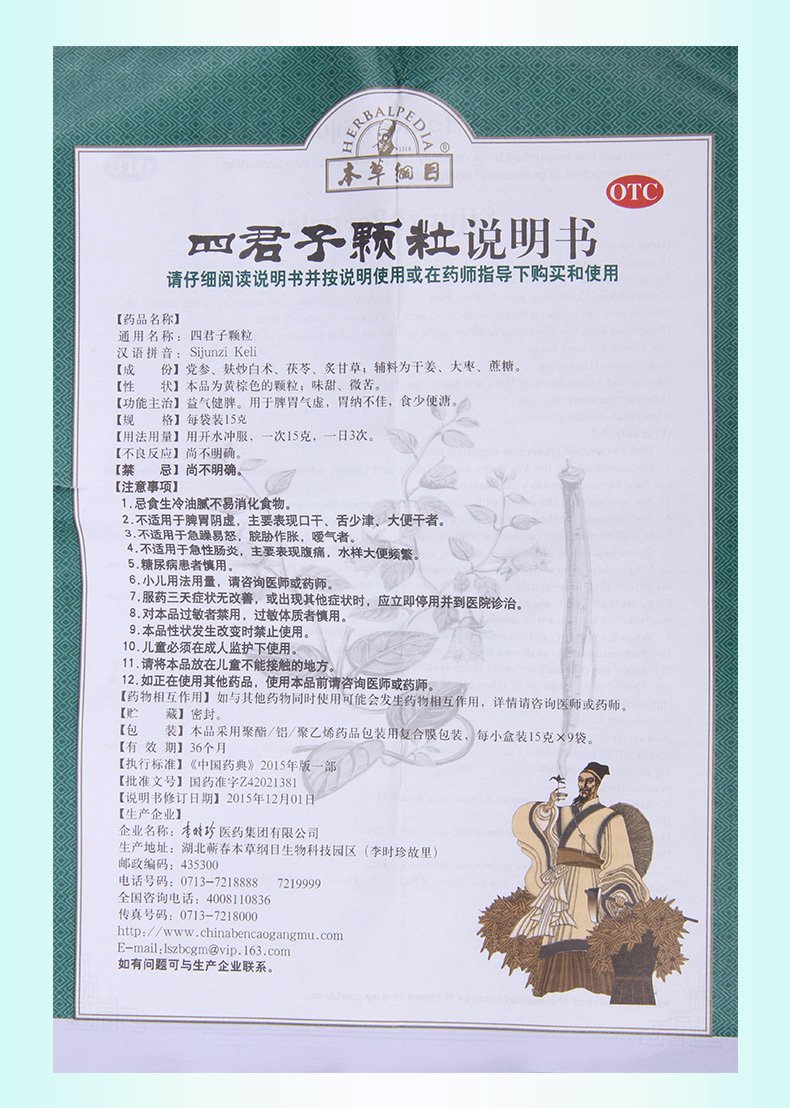 HERBALPEDIA
1518
®
本草纲目
OTC
四君子颗粒说明书
请仔细阅读说明书并按说明使用或在药师指导下购买和使用
【药品名称】
通用名称：四君子颗粒
汉语拼音：Sijunzi Keli
【成　　份】党参、麸炒白术、茯苓、炙甘草；辅料为干姜、大枣、蔗糖。
【性　　状】本品为黄棕色的颗粒；味甜、微苦。
【功能主治】益气健脾。用于脾胃气虚，胃纳不佳，食少便溏。
【规　　格】每袋装15克
【用法用量】用开水冲服，一次15克，一日3次。
【不良反应】尚不明确。
【禁　　忌】尚不明确。
【注意事项】
1.忌食生冷油腻不易消化食物。
2.不适用于脾胃阴虚，主要表现口干、舌少津、大便干者。
3.不适用于急躁易怒，脘胁作胀，嗳气者。
4.不适用于急性肠炎，主要表现腹痛，水样大便频繁。
5.糖尿病患者慎用。
6.小儿用法用量，请咨询医师或药师。
7.服药三天症状无改善，或出现其他症状时，应立即停用并到医院诊治。
8.对本品过敏者禁用，过敏体质者慎用。
9.本品性状发生改变时禁止使用。
10.儿童必须在成人监护下使用。
11.请将本品放在儿童不能接触的地方。
12.如正在使用其他药品，使用本品前请咨询医师或药师。
【药物相互作用】如与其他药物同时使用可能会发生药物相互作用，详情请咨询医师或药师。
【贮　　藏】密封。
【包　　装】本品采用聚酯/铝/聚乙烯药品包装用复合膜包装，每小盒装15克×9袋。
【有 效 期】36个月
【执行标准】《中国药典》2015年版一部
【批准文号】国药准字Z42021381
【说明书修订日期】2015年12月01日
【生产企业】
企业名称：李时珍医药集团有限公司
生产地址：湖北蕲春本草纲目生物科技园区（李时珍故里）
邮政编码：435300
电话号码：0713-7218888　7219999
全国咨询电话：4008110836
传真号码：0713-7218000
http://www.chinabencaogangmu.com
E-mail:lszbcgm@vip.163.com
如有问题可与生产企业联系。